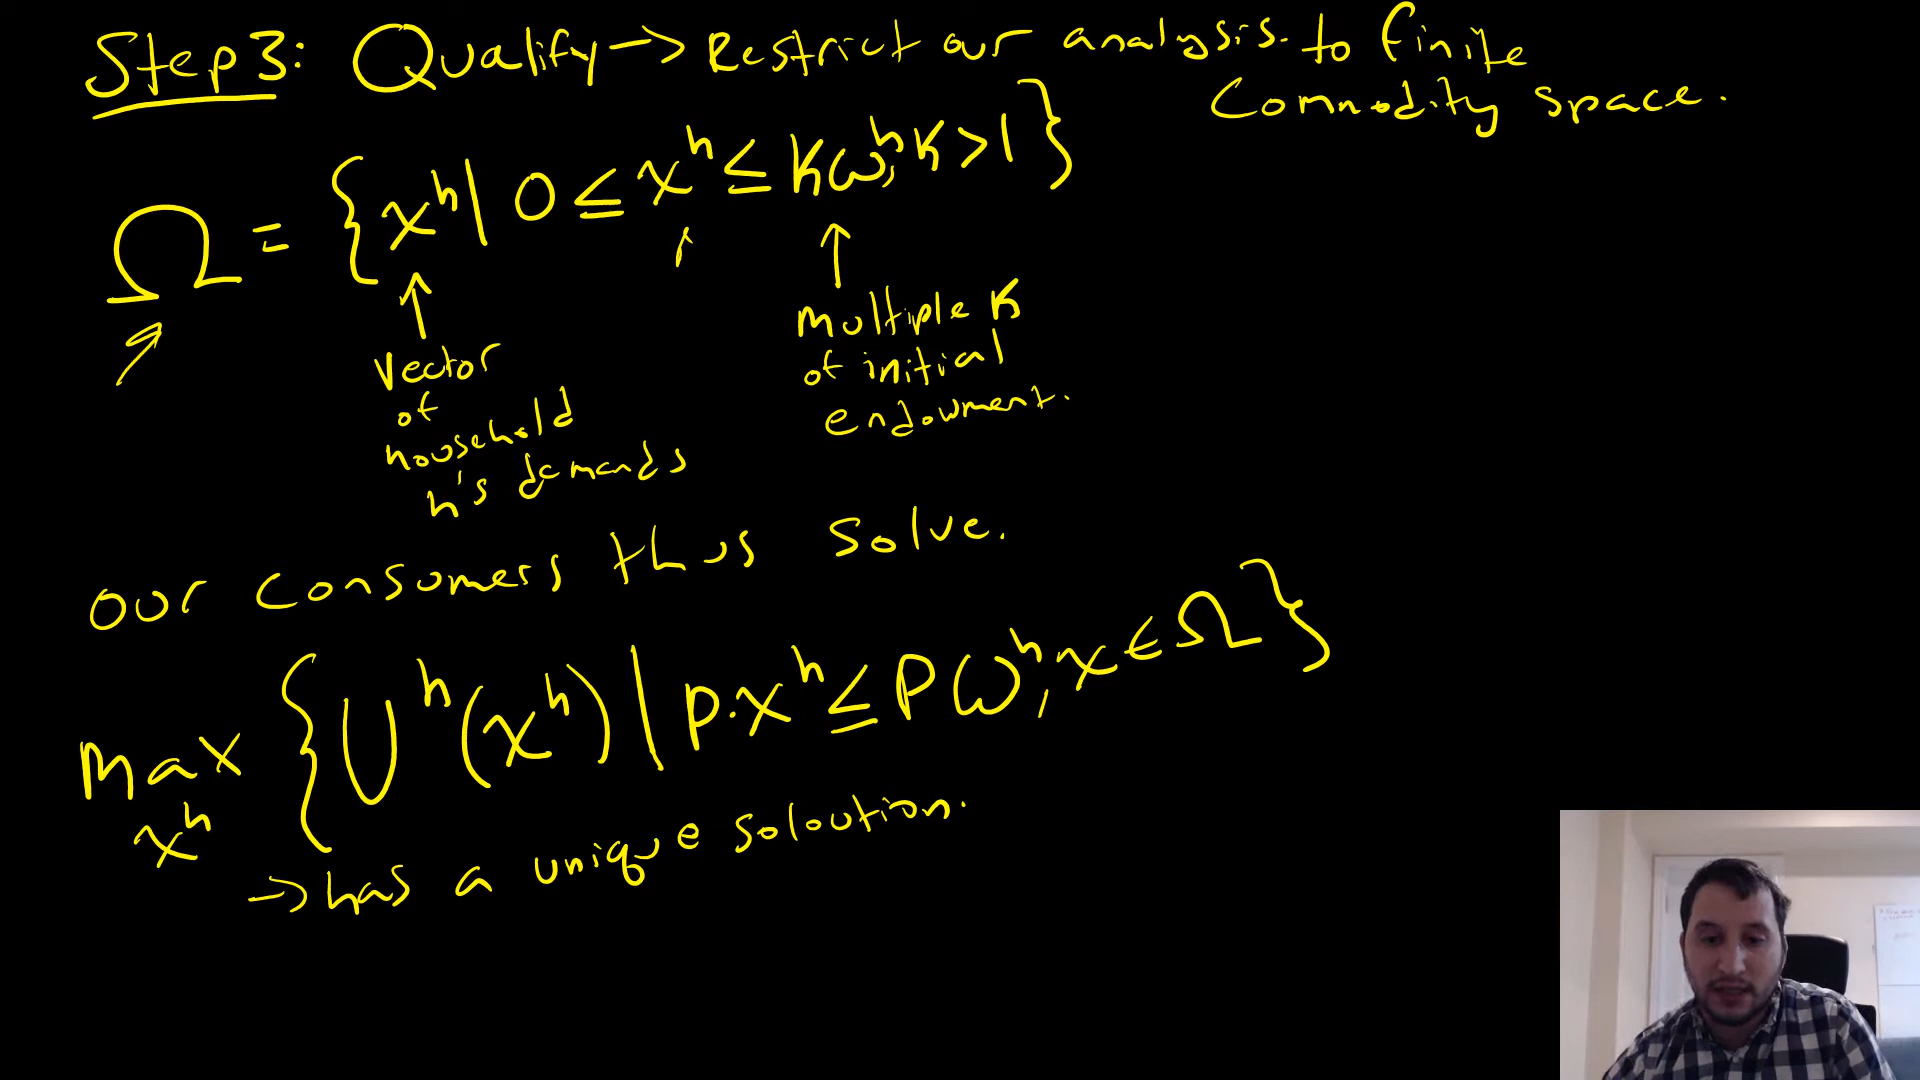 Step 3: Qualify → Restrict our analysis to finite
Commodity space.
Ω = {x^h | 0 ≤ x^h ≤ Kω^h, K>1}
Vector
of
household
h's demands
Multiple K
of initial
endowment.
Our consumers thus solve.
Max {U^h(x^h) | P·x^h ≤ Pω^h, x ∈ Ω}
x^h
→ has a unique soloution.